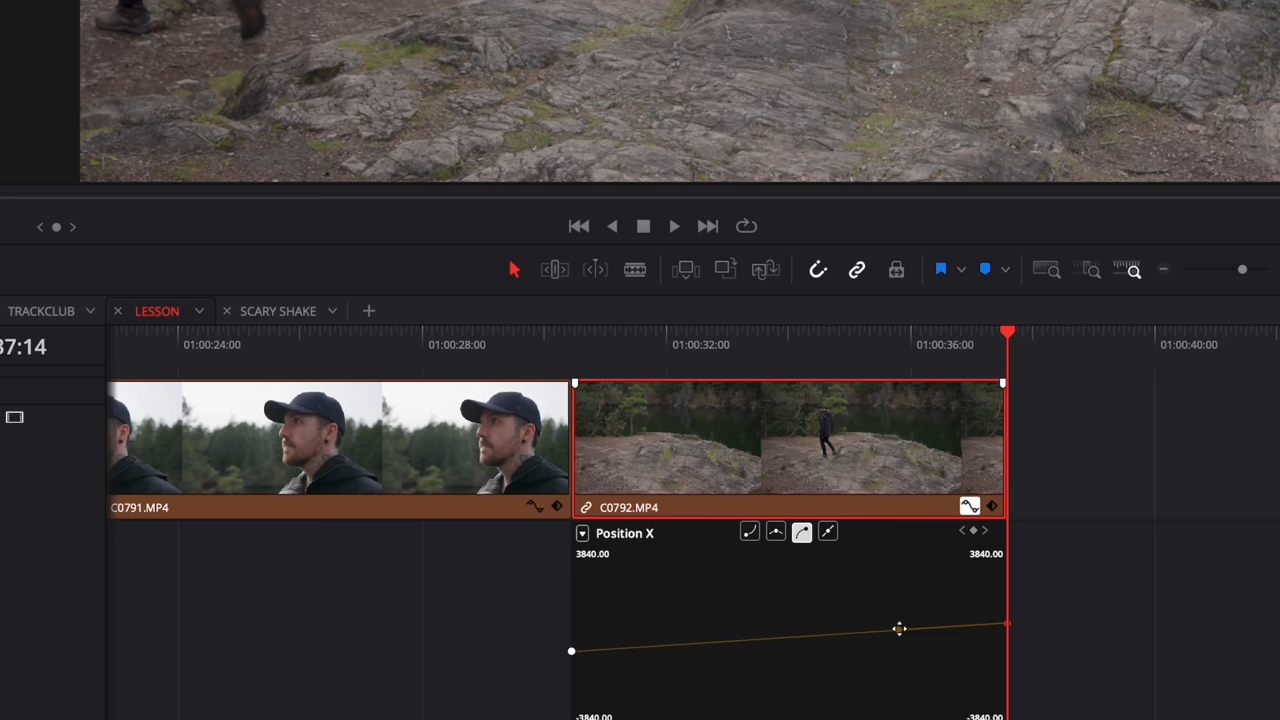 TRACKCLUB
LESSON
SCARY SHAKE
37:14
01:00:24:00
01:00:28:00
01:00:32:00
01:00:36:00
01:00:40:00
C0791.MP4
C0792.MP4
Position X
3840.00
3840.00
-3840.00
-3840.00